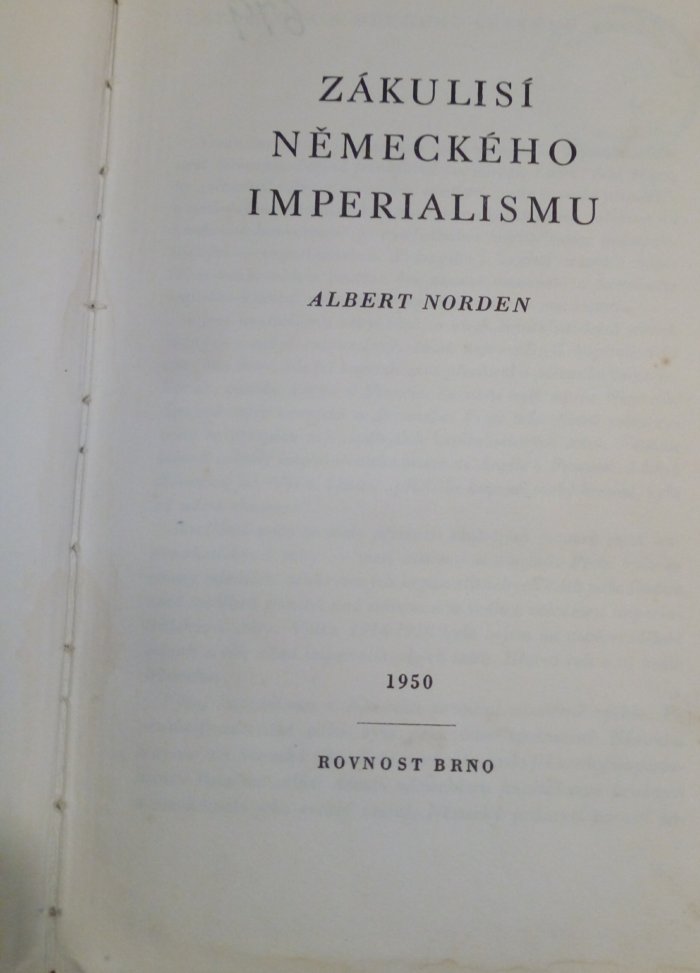 ZÁKULISÍ
NĚMECKÉHO
IMPERIALISMU
ALBERT NORDEN
1950
ROVNOST BRNO